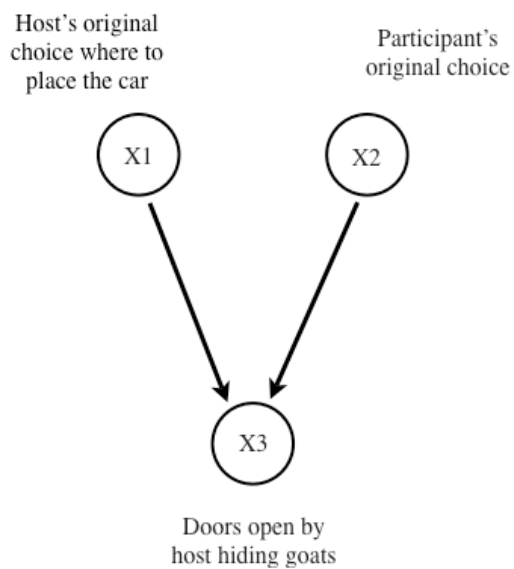 Host's original
choice where to
place the car
Participant's
original choice
X1
X2
X3
Doors open by
host hiding goats